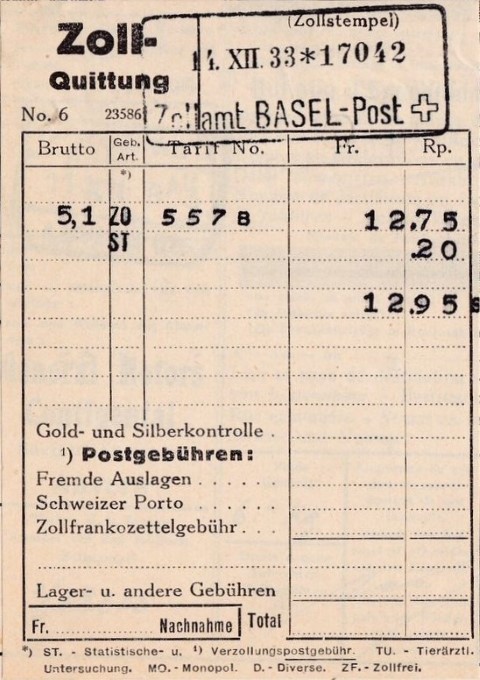 Zoll-
Quittung
(Zollstempel)
14. XII. 33*17042
Zollamt BASEL-Post
No. 6 23586
Brutto Geb. Art. Tarif No. Fr. Rp.
*)
5,1 ZO 557B 12.75
ST .20
12.95 s
Gold- und Silberkontrolle .
¹) Postgebühren:
Fremde Auslagen . . . . . .
Schweizer Porto . . . . . .
Zollfrankozettelgebühr . . .
Lager- u. andere Gebühren
Fr. .................. Nachnahme Total
*) ST. - Statistische- u. ¹) Verzollungspostgebühr. TU. - Tierärztl.
Untersuchung. MO. - Monopol. D. - Diverse. ZF. - Zollfrei.